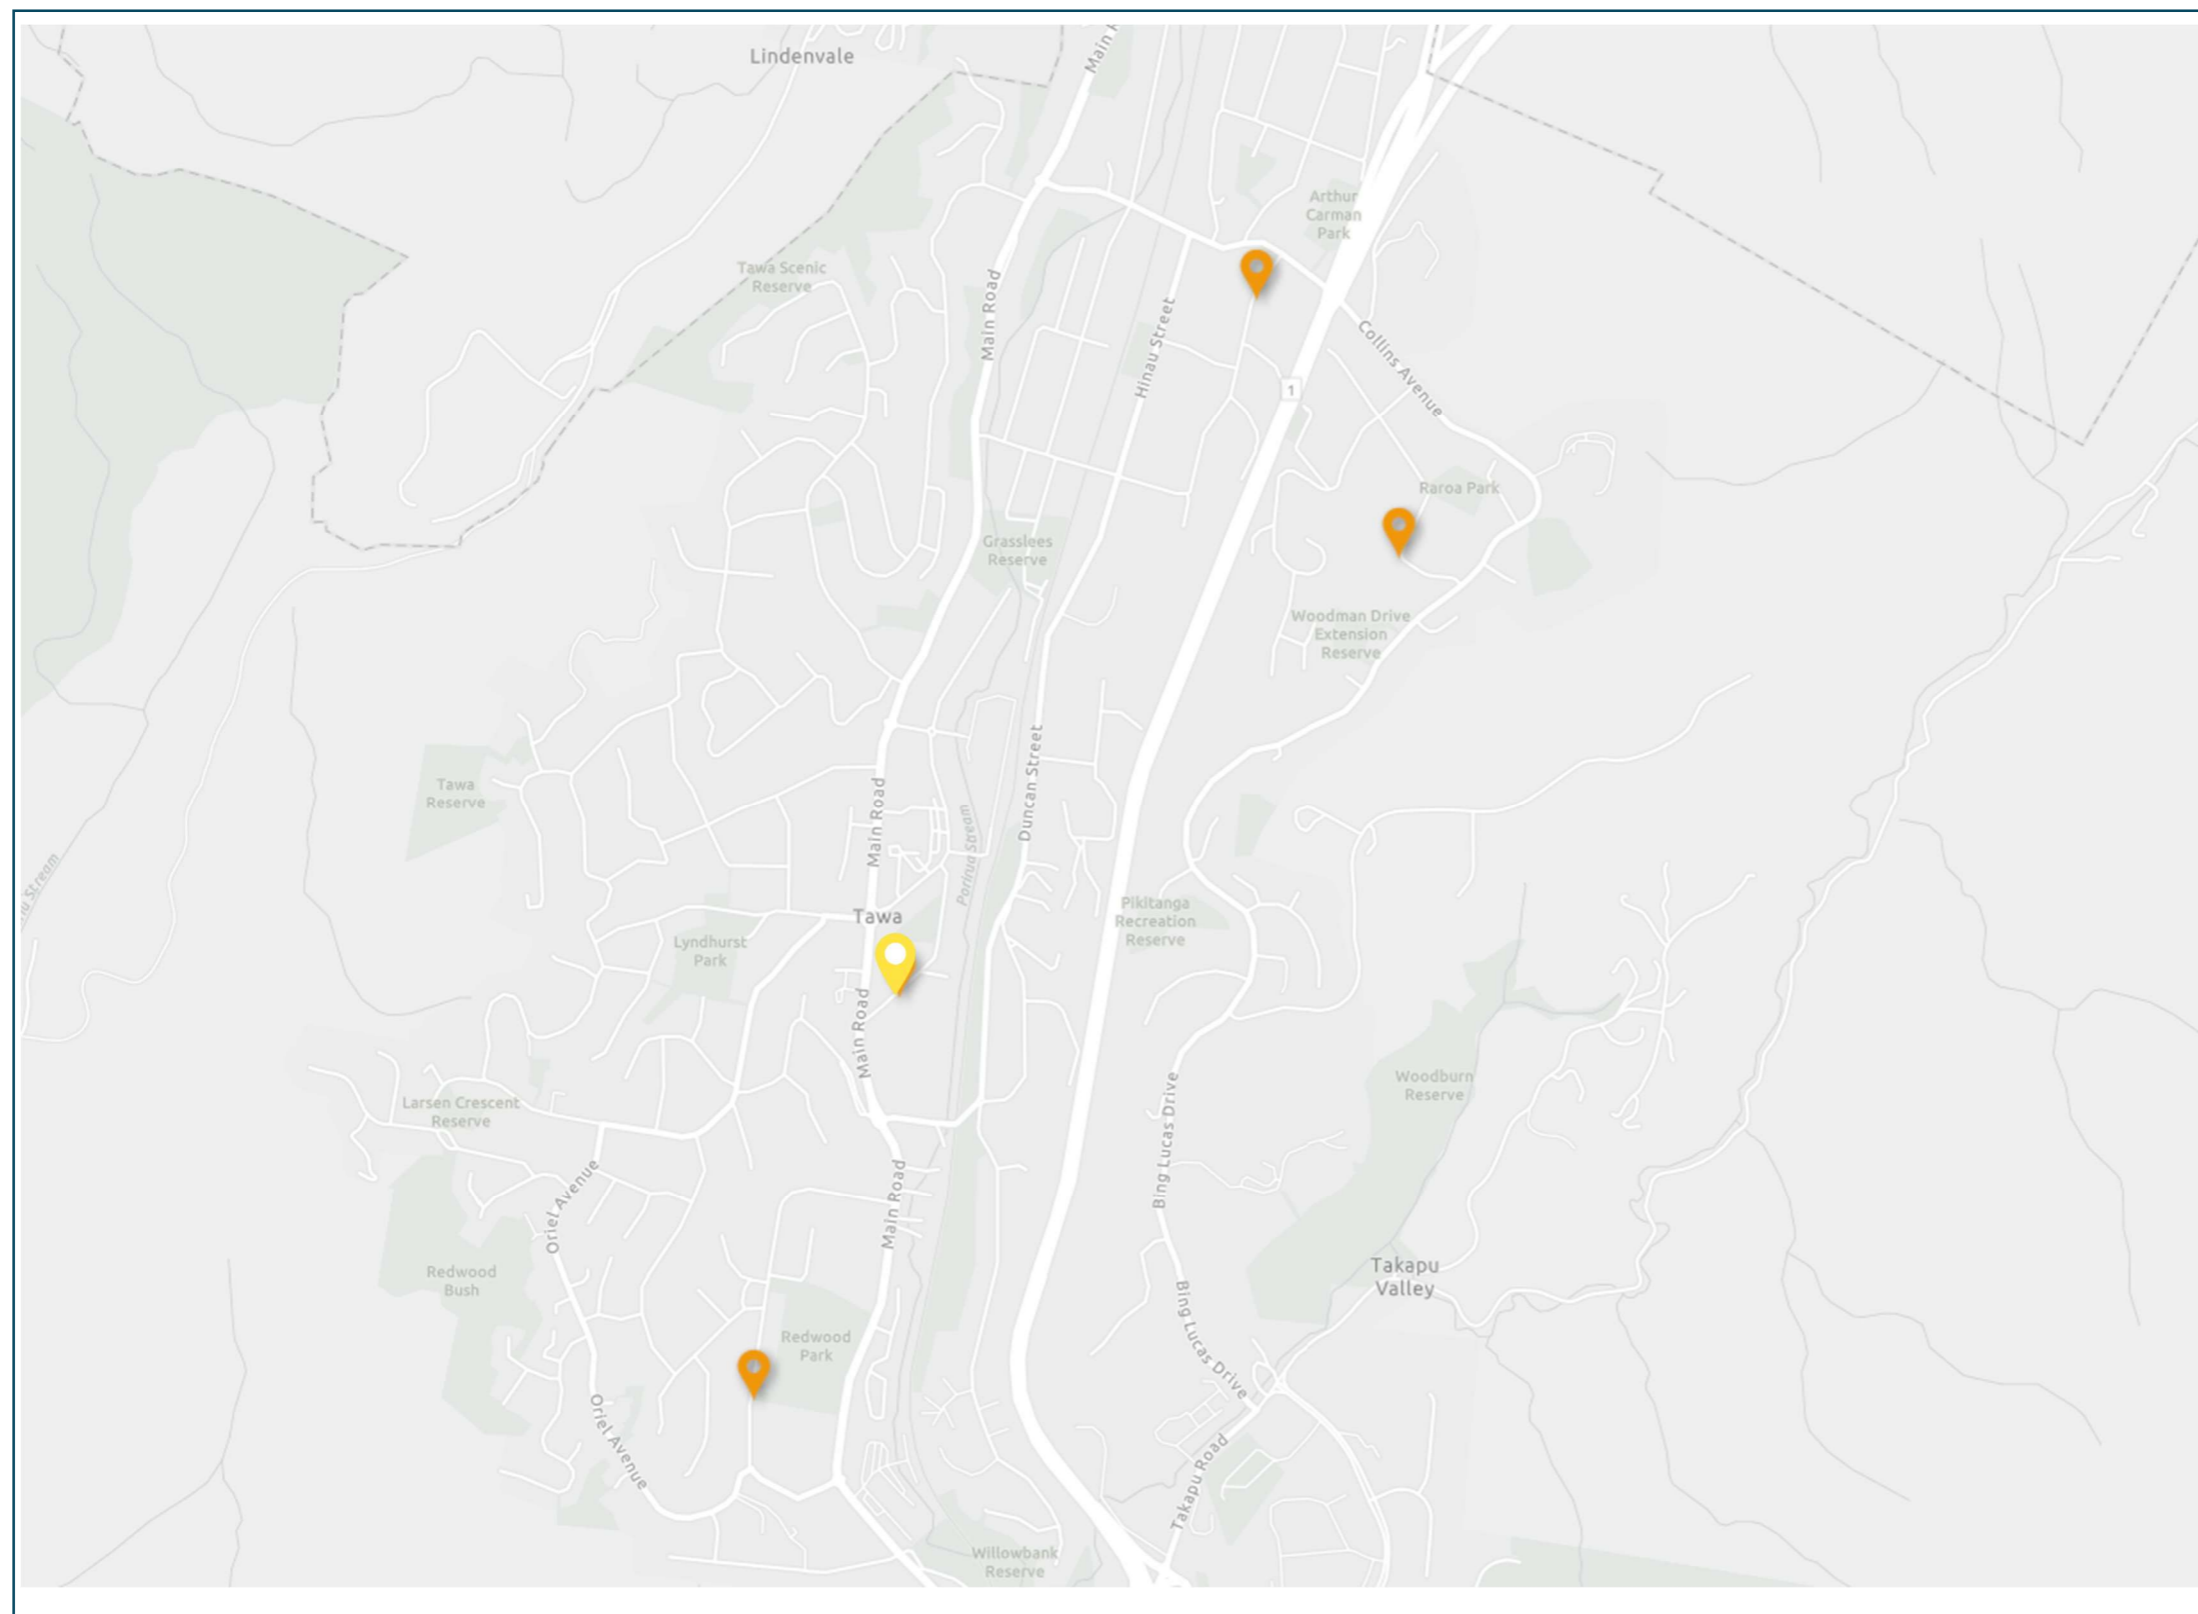 Lindenvale
Main R
Arthur
Carman
Park
Tawa Scenic
Reserve
Main Road
Hinau Street
Collins Avenue
1
Raroa Park
Grasslees
Reserve
Woodman Drive
Extension
Reserve
Tawa
Reserve
Main Road
Duncan Street
Porirua Stream
Stream
Tawa
Pikitanga
Recreation
Reserve
Lyndhurst
Park
Main Road
Larsen Crescent
Reserve
Woodburn
Reserve
Bing Lucas Drive
Oriel Avenue
Main Road
Redwood
Bush
Takapu
Valley
Bing Lucas Drive
Redwood
Park
Oriel Avenue
Takapu Road
Willowbank
Reserve